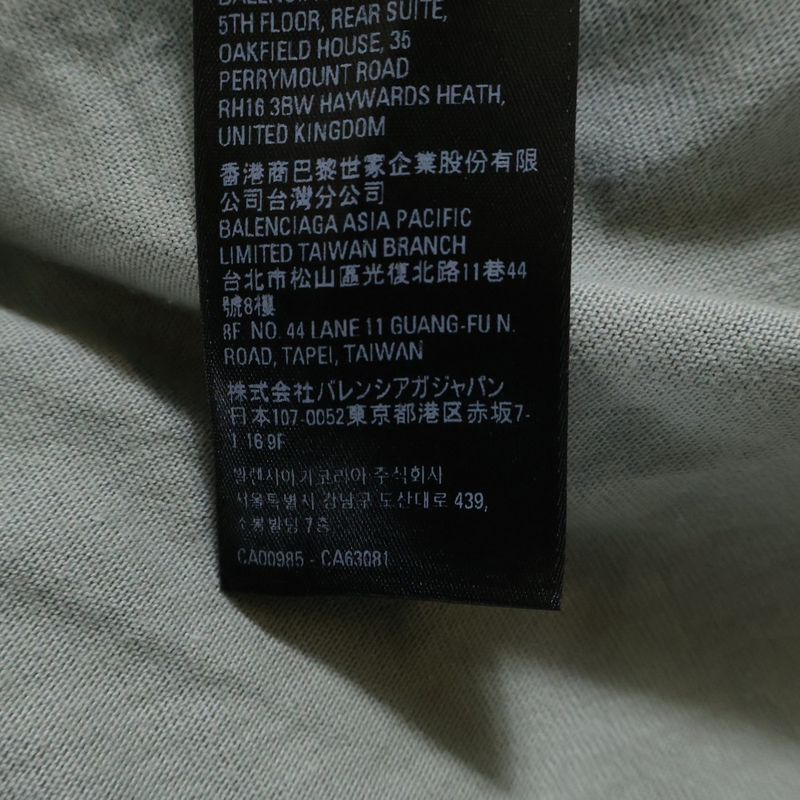 BALENCIAGA
5TH FLOOR, REAR SUITE,
OAKFIELD HOUSE, 35
PERRYMOUNT ROAD
RH16 3BW HAYWARDS HEATH,
UNITED KINGDOM
香港商巴黎世家企業股份有限
公司台灣分公司
BALENCIAGA ASIA PACIFIC
LIMITED TAIWAN BRANCH
台北市松山區光復北路11巷44
號8樓
8F. NO. 44 LANE 11 GUANG-FU N.
ROAD, TAPEI, TAIWAN
株式会社バレンシアガジャパン
日本107-0052東京都港区赤坂7-
1 16 9F
발렌시아가코리아 주식회사
서울특별시 강남구 도산대로 439,
7층
CA00985 - CA63081